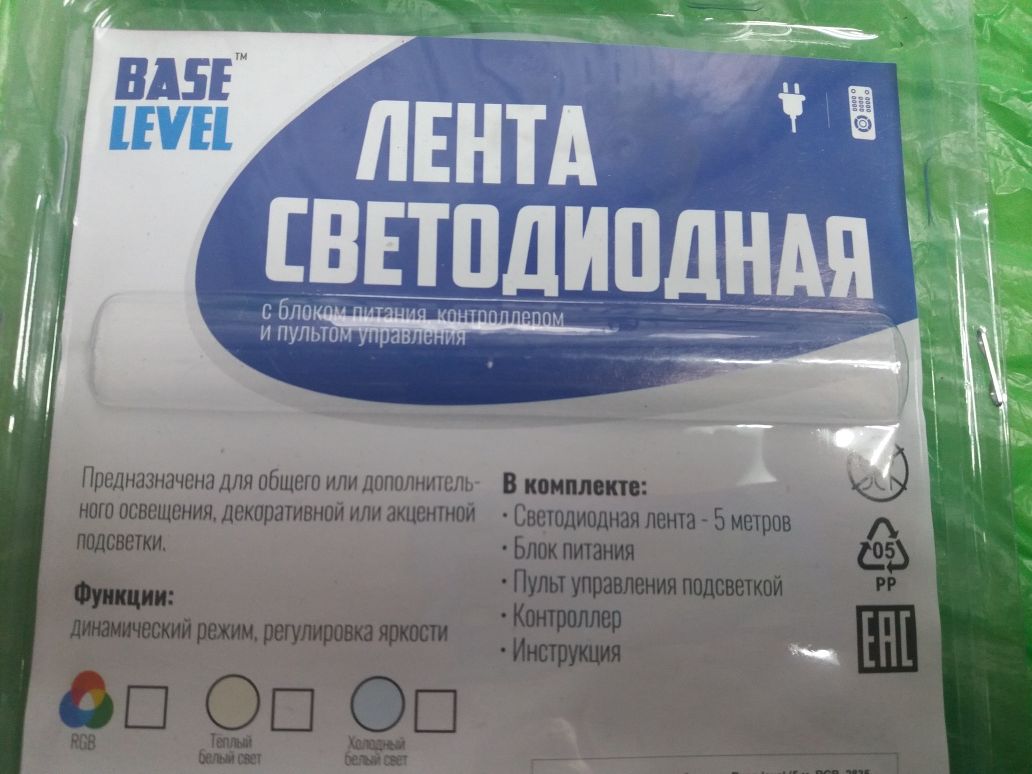 BASE
LEVEL™
ЛЕНТА
СВЕТОДИОДНАЯ
с блоком питания, контроллером
и пультом управления
Предназначена для общего или дополнитель-
ного освещения, декоративной или акцентной
подсветки.
Функции:
динамический режим, регулировка яркости
RGB
Тёплый
белый свет
Холодный
белый свет
В комплекте:
· Светодиодная лента - 5 метров
· Блок питания
· Пульт управления подсветкой
· Контроллер
· Инструкция
05
PP
EAC